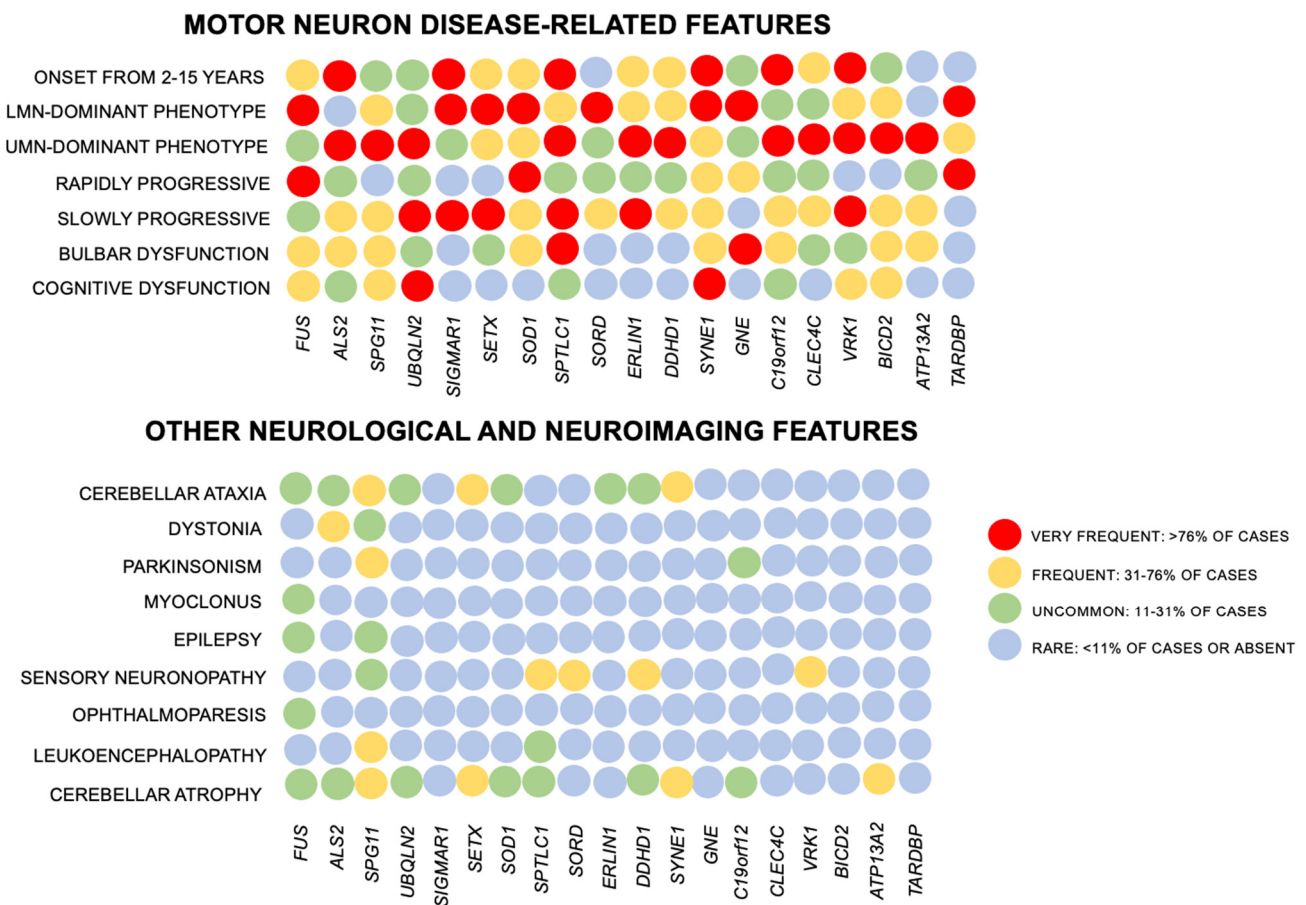 MOTOR NEURON DISEASE-RELATED FEATURES
ONSET FROM 2-15 YEARS
LMN-DOMINANT PHENOTYPE
UMN-DOMINANT PHENOTYPE
RAPIDLY PROGRESSIVE
SLOWLY PROGRESSIVE
BULBAR DYSFUNCTION
COGNITIVE DYSFUNCTION
FUS
ALS2
SPG11
UBQLN2
SIGMAR1
SETX
SOD1
SPTLC1
SORD
ERLIN1
DDHD1
SYNE1
GNE
C19orf12
CLEC4C
VRK1
BICD2
ATP13A2
TARDBP
OTHER NEUROLOGICAL AND NEUROIMAGING FEATURES
CEREBELLAR ATAXIA
DYSTONIA
PARKINSONISM
MYOCLONUS
EPILEPSY
SENSORY NEURONOPATHY
OPHTHALMOPARESIS
LEUKOENCEPHALOPATHY
CEREBELLAR ATROPHY
FUS
ALS2
SPG11
UBQLN2
SIGMAR1
SETX
SOD1
SPTLC1
SORD
ERLIN1
DDHD1
SYNE1
GNE
C19orf12
CLEC4C
VRK1
BICD2
ATP13A2
TARDBP
VERY FREQUENT: >76% OF CASES
FREQUENT: 31-76% OF CASES
UNCOMMON: 11-31% OF CASES
RARE: <11% OF CASES OR ABSENT